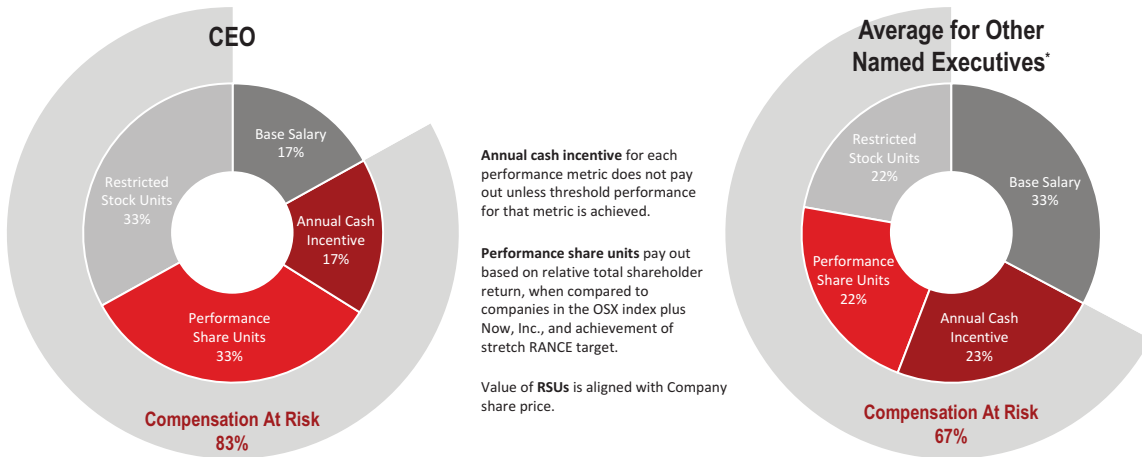 CEO
Base Salary
17%
Annual Cash
Incentive
17%
Performance
Share Units
33%
Restricted
Stock Units
33%
Compensation At Risk
83%
Annual cash incentive for each
performance metric does not pay
out unless threshold performance
for that metric is achieved.
Performance share units pay out
based on relative total shareholder
return, when compared to
companies in the OSX index plus
Now, Inc., and achievement of
stretch RANCE target.
Value of RSUs is aligned with Company
share price.
Average for Other
Named Executives*
Base Salary
33%
Annual Cash
Incentive
23%
Performance
Share Units
22%
Restricted
Stock Units
22%
Compensation At Risk
67%